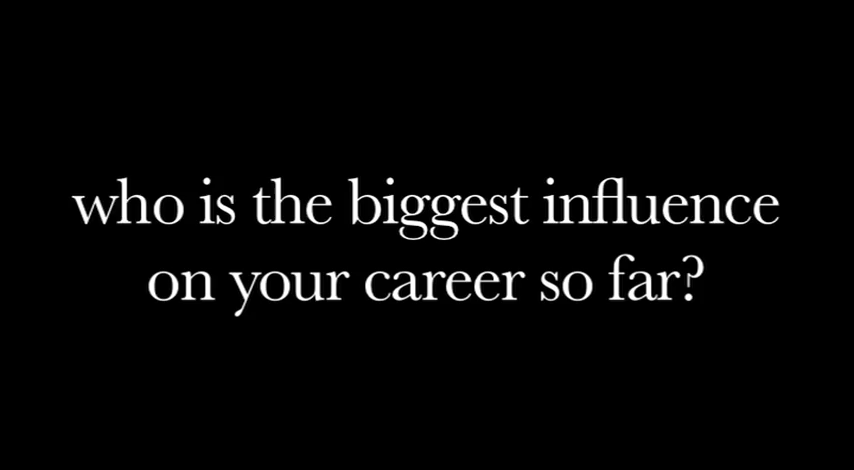 who is the biggest influence
on your career so far?